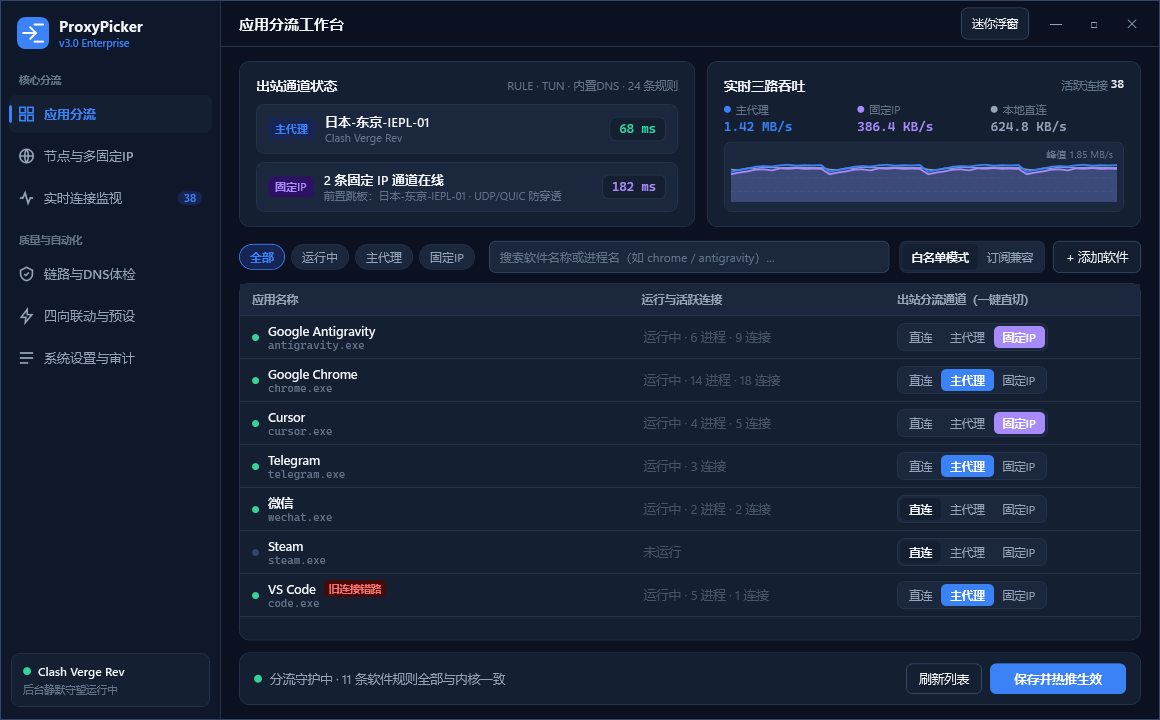 ProxyPicker
v3.0 Enterprise
核心分流
应用分流
节点与多固定IP
实时连接监视
38
质量与自动化
链路与DNS体检
四向联动与预设
系统设置与审计
Clash Verge Rev
后台静默守望运行中
应用分流工作台
迷你浮窗
出站通道状态
RULE · TUN · 内置DNS · 24 条规则
主代理
日本-东京-IEPL-01
Clash Verge Rev
68 ms
固定IP
2 条固定 IP 通道在线
前置跳板：日本-东京-IEPL-01 · UDP/QUIC 防穿透
182 ms
实时三路吞吐
活跃连接 38
主代理
1.42 MB/s
固定IP
386.4 KB/s
本地直连
624.8 KB/s
峰值 1.85 MB/s
全部
运行中
主代理
固定IP
搜索软件名称或进程名（如 chrome / antigravity）...
白名单模式
订阅兼容
+ 添加软件
应用名称
运行与活跃连接
出站分流通道（一键直切）
Google Antigravity
antigravity.exe
运行中 · 6 进程 · 9 连接
直连 主代理 固定IP
Google Chrome
chrome.exe
运行中 · 14 进程 · 18 连接
直连 主代理 固定IP
Cursor
cursor.exe
运行中 · 4 进程 · 5 连接
直连 主代理 固定IP
Telegram
telegram.exe
运行中 · 3 连接
直连 主代理 固定IP
微信
wechat.exe
运行中 · 2 进程 · 2 连接
直连 主代理 固定IP
Steam
steam.exe
未运行
直连 主代理 固定IP
VS Code 旧连接错路
code.exe
运行中 · 5 进程 · 1 连接
直连 主代理 固定IP
分流守护中 · 11 条软件规则全部与内核一致
刷新列表
保存并热推生效